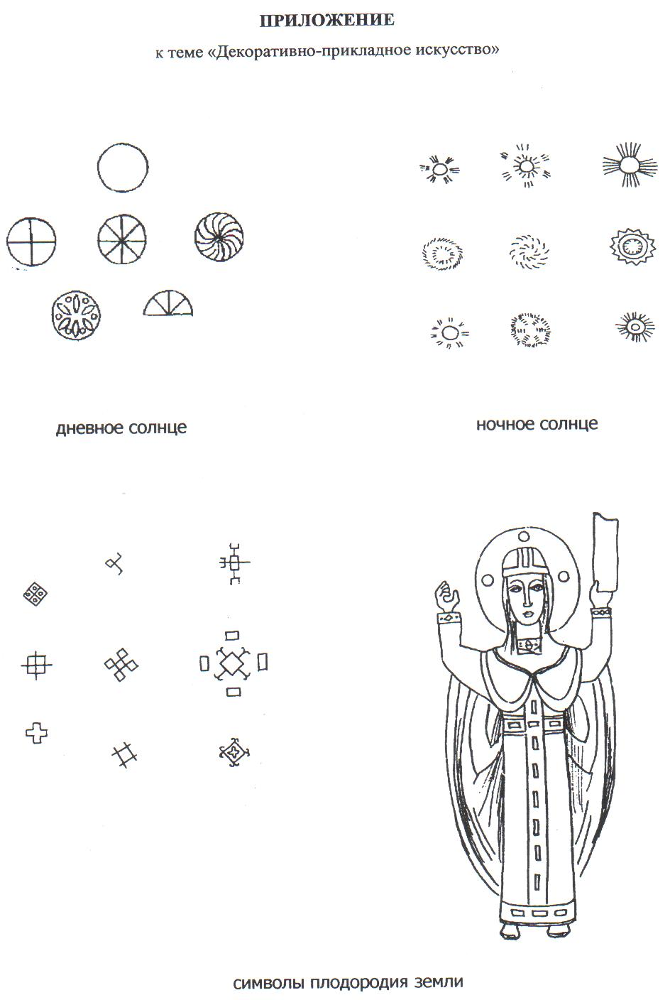 ПРИЛОЖЕНИЕ
к теме «Декоративно-прикладное искусство»
дневное солнце
ночное солнце
символы плодородия земли